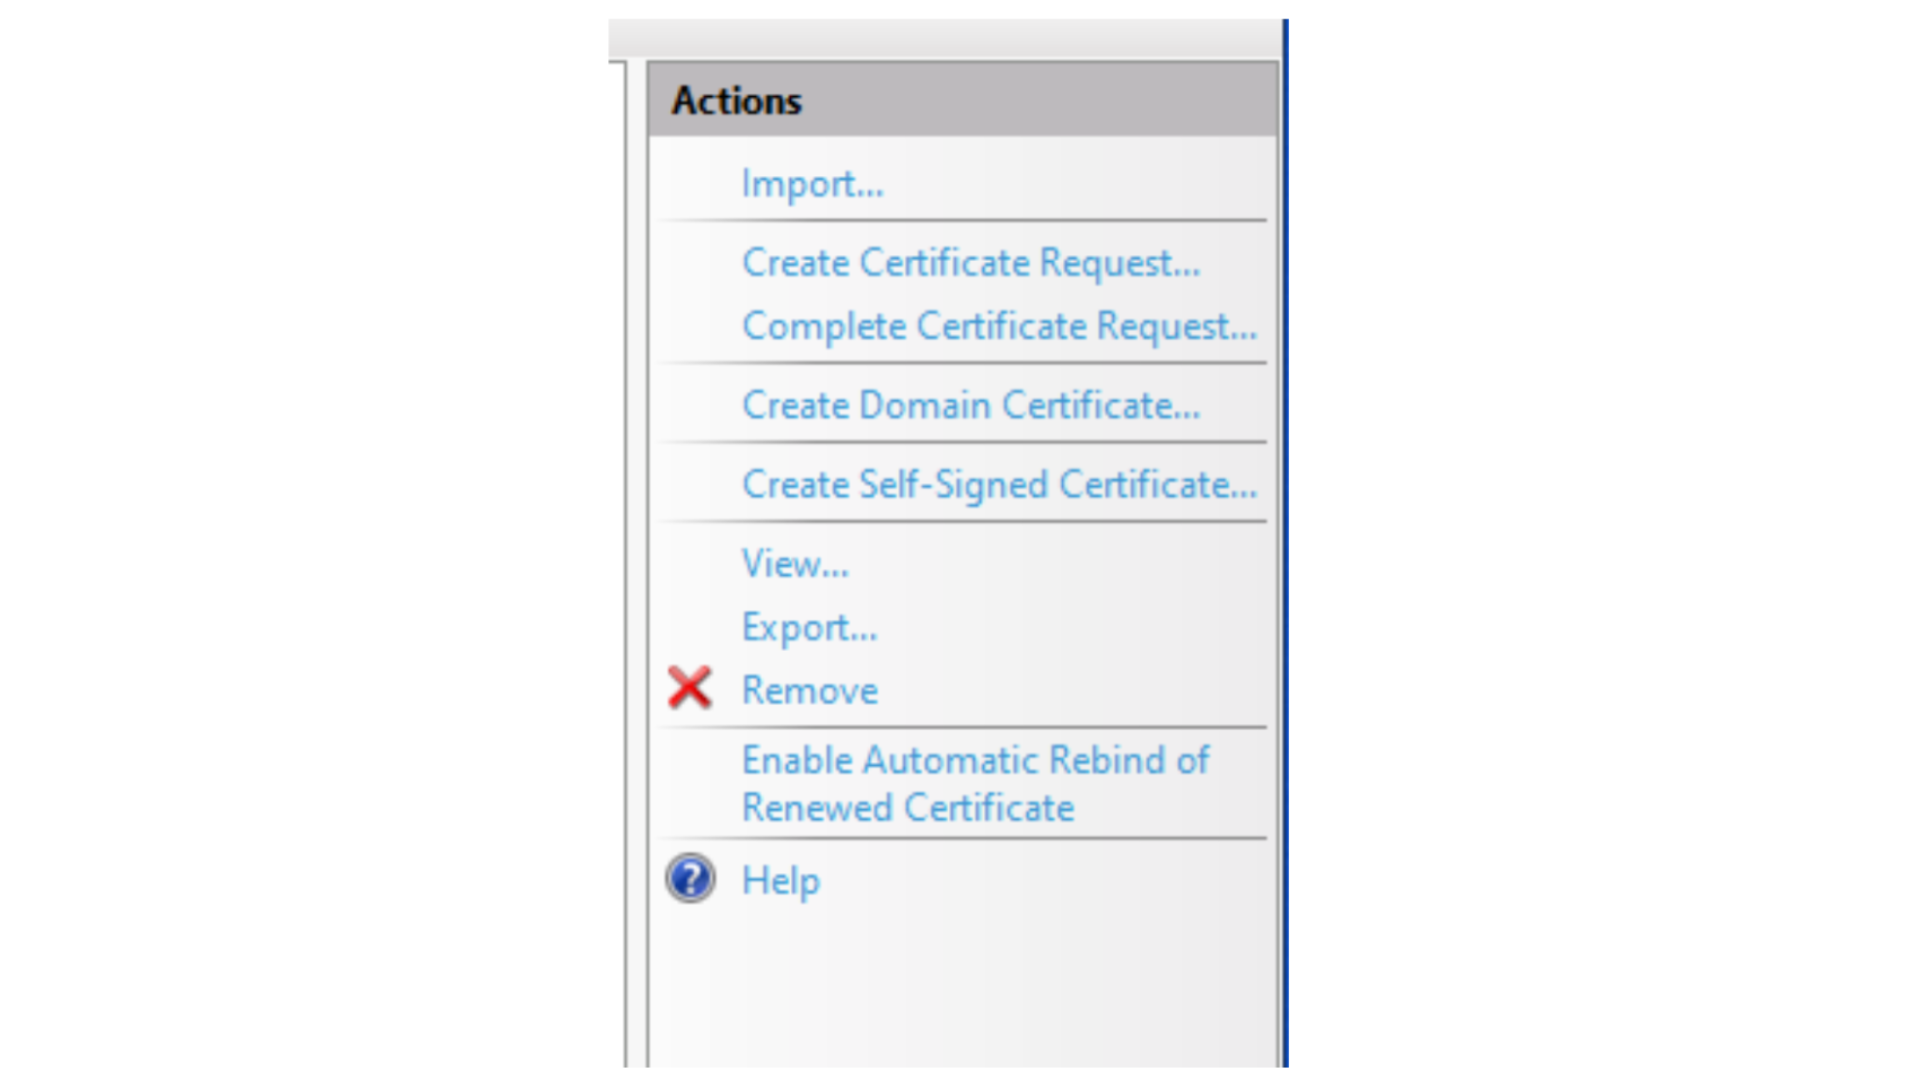 Actions
Import...
Create Certificate Request...
Complete Certificate Request...
Create Domain Certificate...
Create Self-Signed Certificate...
View...
Export...
Remove
Enable Automatic Rebind of
Renewed Certificate
Help